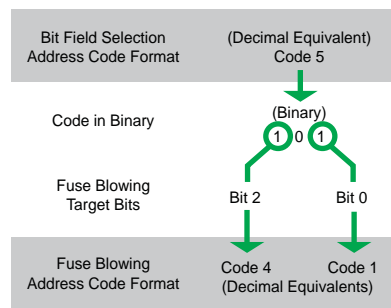 Bit Field Selection
Address Code Format
(Decimal Equivalent)
Code 5
Code in Binary
(Binary)
1 0 1
Fuse Blowing
Target Bits
Bit 2
Bit 0
Fuse Blowing
Address Code Format
Code 4
Code 1
(Decimal Equivalents)